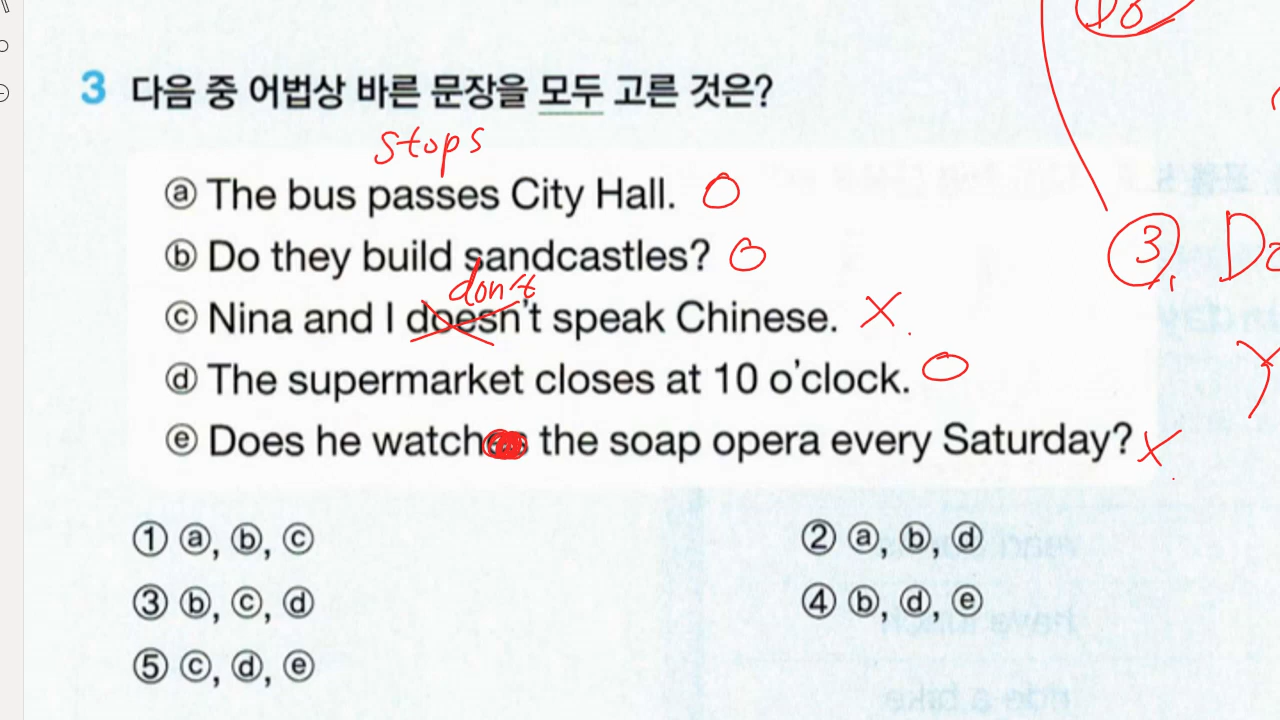 Do
3 다음 중 어법상 바른 문장을 모두 고른 것은?
stops
ⓐ The bus passes City Hall. O
ⓑ Do they build sandcastles? O
don't
ⓒ Nina and I doesn't speak Chinese. X
ⓓ The supermarket closes at 10 o'clock. O
ⓔ Does he watches the soap opera every Saturday? X
③ Do
① ⓐ, ⓑ, ⓒ
② ⓐ, ⓑ, ⓓ
③ ⓑ, ⓒ, ⓓ
④ ⓑ, ⓓ, ⓔ
⑤ ⓒ, ⓓ, ⓔ